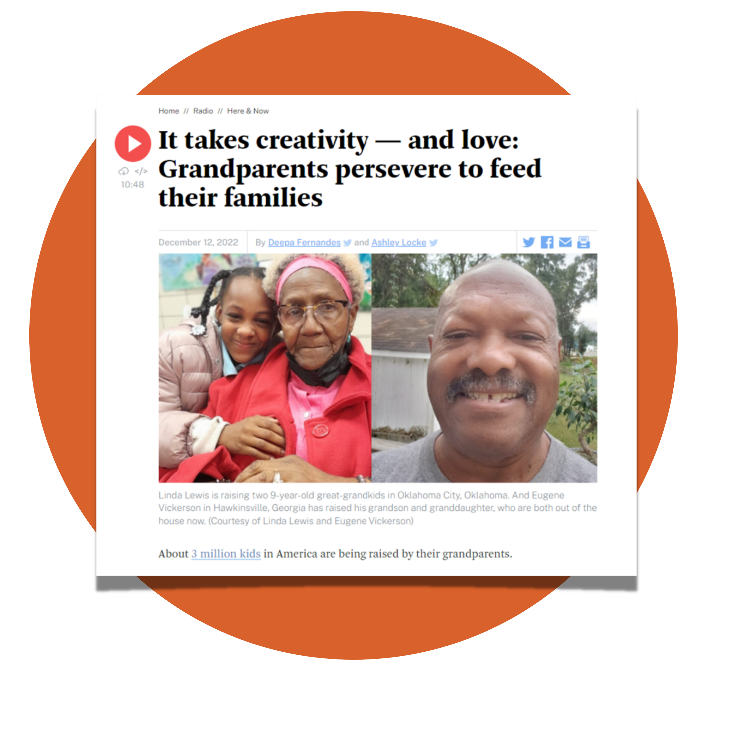 Home // Radio // Here & Now
It takes creativity — and love:
Grandparents persevere to feed
their families
</>
10:48
December 12, 2022
By Deepa Fernandes and Ashley Locke
Linda Lewis is raising two 9-year-old great-grandkids in Oklahoma City, Oklahoma. And Eugene
Vickerson in Hawkinsville, Georgia has raised his grandson and granddaughter, who are both out of the
house now. (Courtesy of Linda Lewis and Eugene Vickerson)
About 3 million kids in America are being raised by their grandparents.